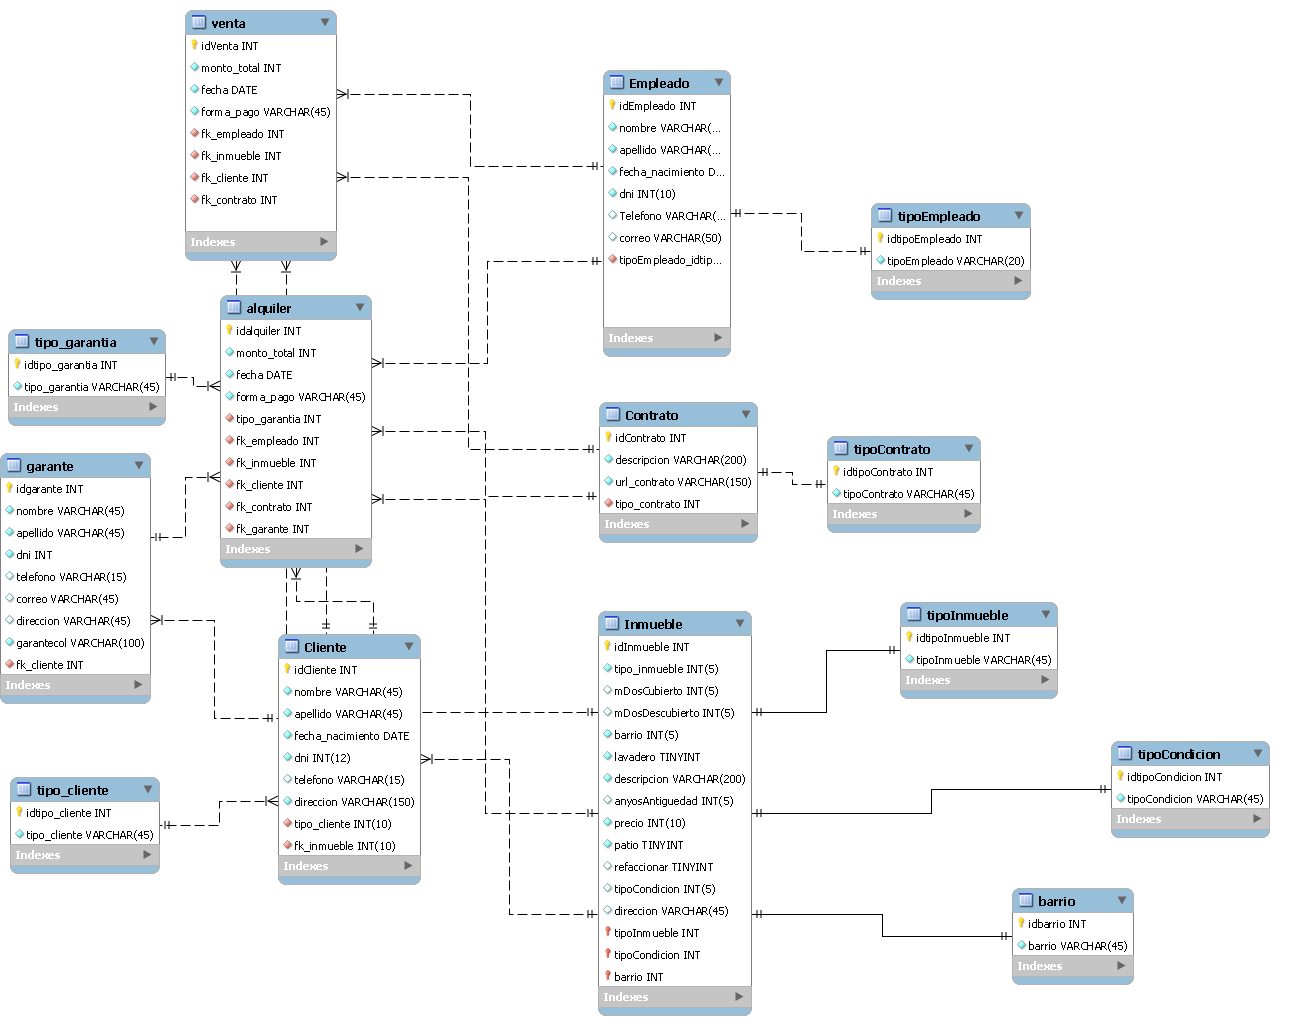 venta
idVenta INT
monto_total INT
fecha DATE
forma_pago VARCHAR(45)
fk_empleado INT
fk_inmueble INT
fk_cliente INT
fk_contrato INT
Indexes
Empleado
idEmpleado INT
nombre VARCHAR(...
apellido VARCHAR(...
fecha_nacimiento D...
dni INT(10)
Telefono VARCHAR(...
correo VARCHAR(50)
tipoEmpleado_idtip...
Indexes
tipoEmpleado
idtipoEmpleado INT
tipoEmpleado VARCHAR(20)
Indexes
alquiler
idalquiler INT
monto_total INT
fecha DATE
forma_pago VARCHAR(45)
tipo_garantia INT
fk_empleado INT
fk_inmueble INT
fk_cliente INT
fk_contrato INT
fk_garante INT
Indexes
tipo_garantia
idtipo_garantia INT
tipo_garantia VARCHAR(45)
Indexes
Contrato
idContrato INT
descripcion VARCHAR(200)
url_contrato VARCHAR(150)
tipo_contrato INT
Indexes
tipoContrato
idtipoContrato INT
tipoContrato VARCHAR(45)
Indexes
garante
idgarante INT
nombre VARCHAR(45)
apellido VARCHAR(45)
dni INT
telefono VARCHAR(15)
correo VARCHAR(45)
direccion VARCHAR(45)
garantecol VARCHAR(100)
fk_cliente INT
Indexes
Cliente
idCliente INT
nombre VARCHAR(45)
apellido VARCHAR(45)
fecha_nacimiento DATE
dni INT(12)
telefono VARCHAR(15)
direccion VARCHAR(150)
tipo_cliente INT(10)
fk_inmueble INT(10)
Indexes
Inmueble
idInmueble INT
tipo_inmueble INT(5)
mDosCubierto INT(5)
mDosDescubierto INT(5)
barrio INT(5)
lavadero TINYINT
descripcion VARCHAR(200)
anyosAntiguedad INT(5)
precio INT(10)
patio TINYINT
refaccionar TINYINT
tipoCondicion INT(5)
direccion VARCHAR(45)
tipoInmueble INT
tipoCondicion INT
barrio INT
Indexes
tipoInmueble
idtipoInmueble INT
tipoInmueble VARCHAR(45)
Indexes
tipoCondicion
idtipoCondicion INT
tipoCondicion VARCHAR(45)
Indexes
tipo_cliente
idtipo_cliente INT
tipo_cliente VARCHAR(45)
Indexes
barrio
idbarrio INT
barrio VARCHAR(45)
Indexes